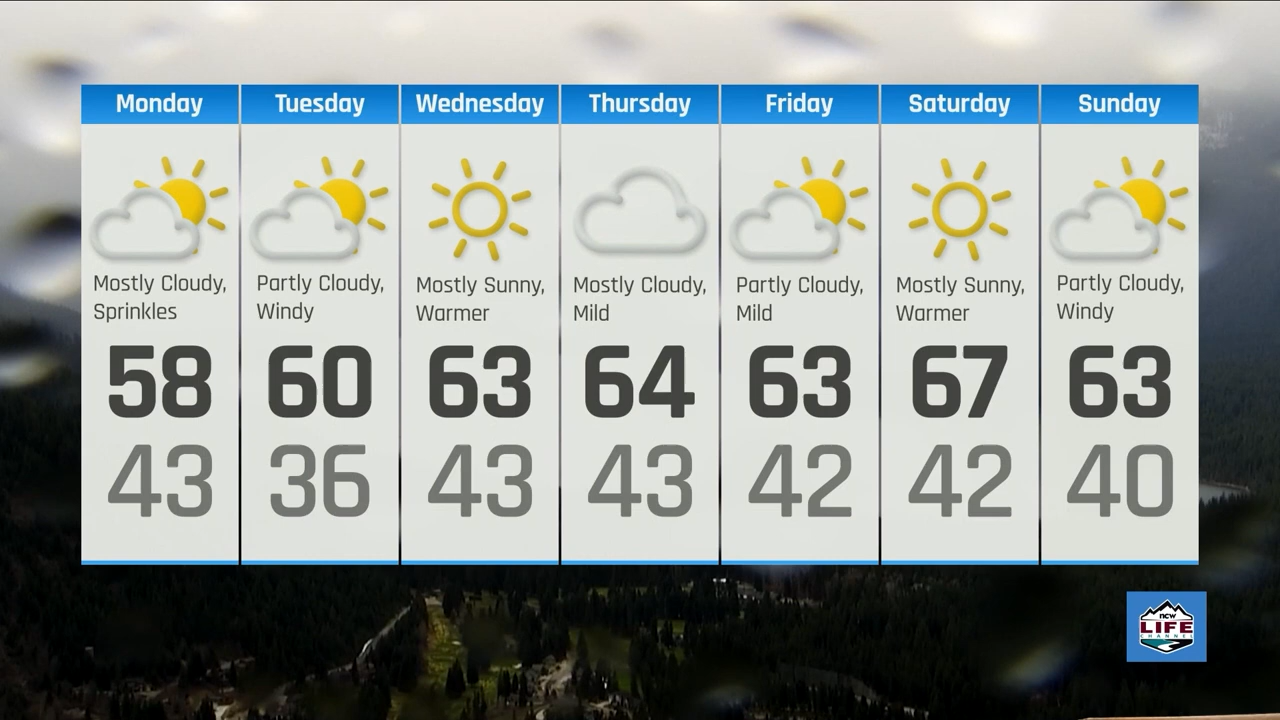 Monday
Tuesday
Wednesday
Thursday
Friday
Saturday
Sunday
Mostly Cloudy,
Sprinkles
Partly Cloudy,
Windy
Mostly Sunny,
Warmer
Mostly Cloudy,
Mild
Partly Cloudy,
Mild
Mostly Sunny,
Warmer
Partly Cloudy,
Windy
58
60
63
64
63
67
63
43
36
43
43
42
42
40
ncw
LIFE
CHANNEL